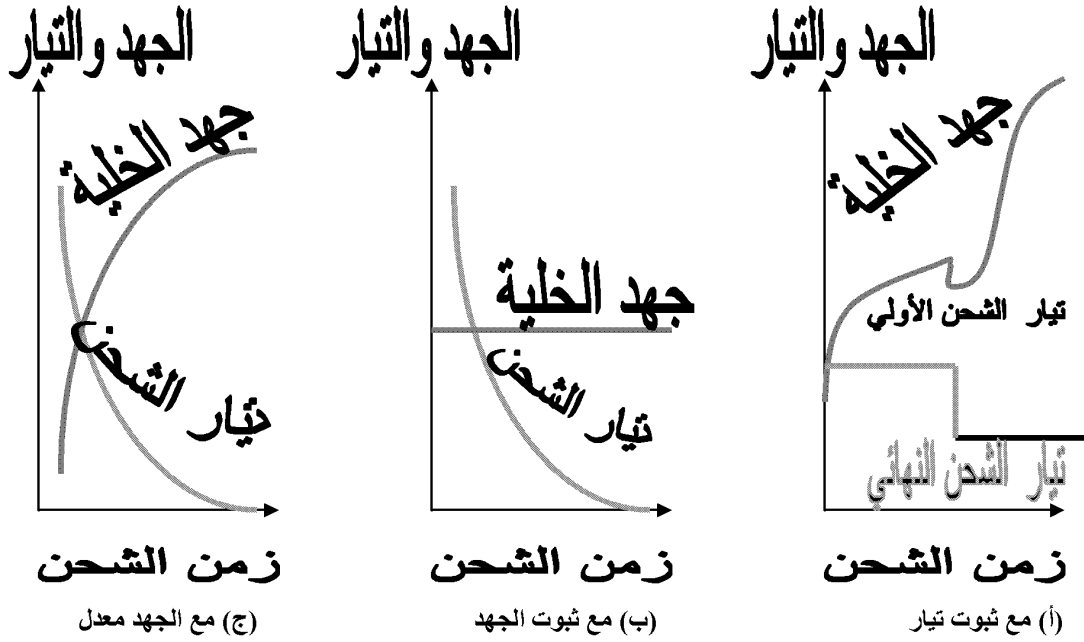 الجهد والتيار
جهد الخلية
تيار الشحن الأولي
تيار الشحن النهائي
زمن الشحن
(أ) مع ثبوت تيار
الجهد والتيار
جهد الخلية
تيار الشحن
زمن الشحن
(ب) مع ثبوت الجهد
الجهد والتيار
جهد الخلية
تيار الشحن
زمن الشحن
(ج) مع الجهد معدل